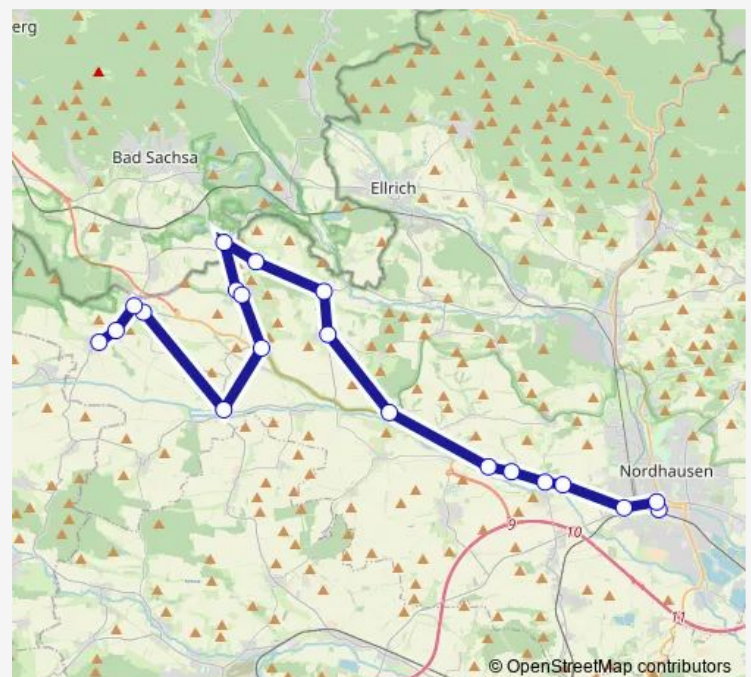 erg
Bad Sachsa
Ellrich
Nordhausen
9
10
11
© OpenStreetMap contributors